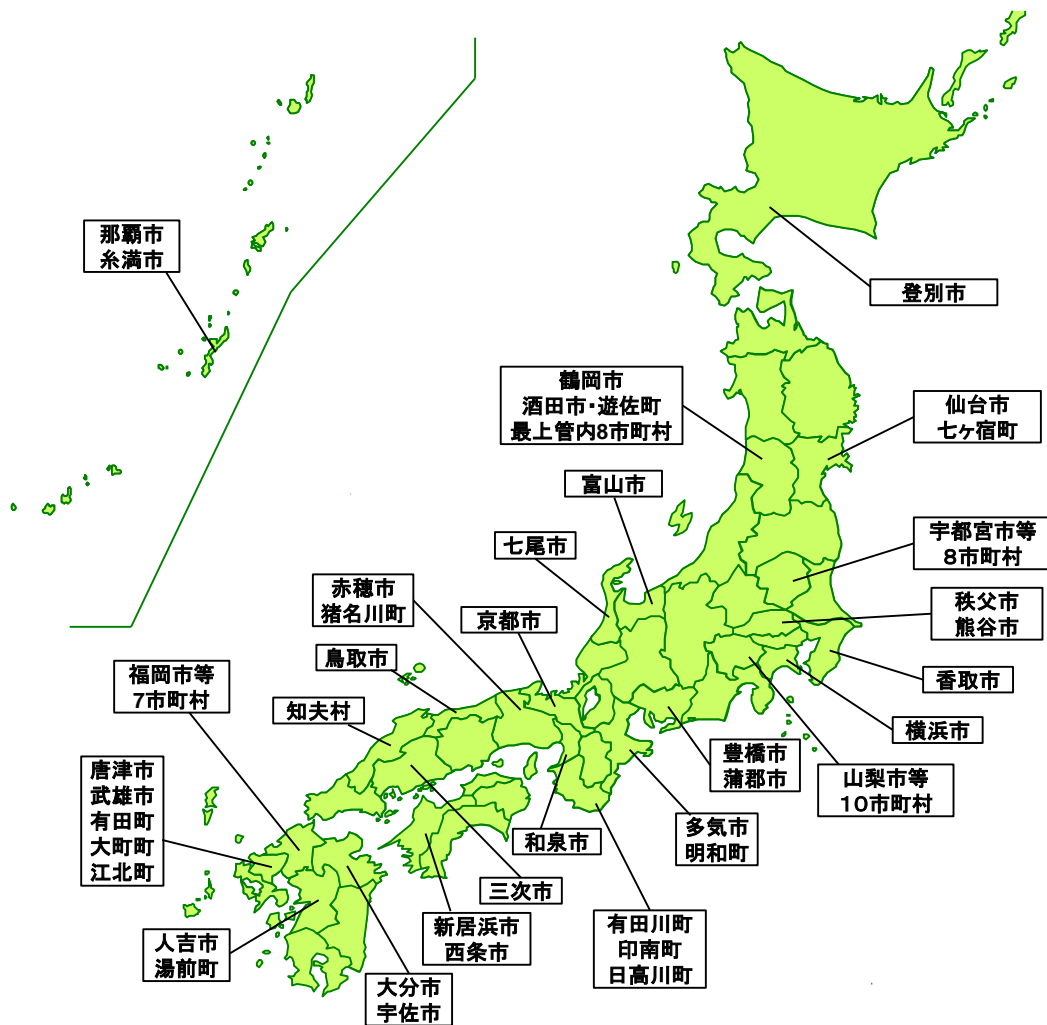 那覇市
糸満市
登別市
鶴岡市
酒田市・遊佐町
最上管内8市町村
仙台市
七ヶ宿町
富山市
七尾市
宇都宮市等
8市町村
赤穂市
猪名川町
京都市
秩父市
熊谷市
鳥取市
香取市
福岡市等
7市町村
知夫村
横浜市
豊橋市
蒲郡市
山梨市等
10市町村
唐津市
武雄市
有田町
大町町
江北町
多気市
明和町
和泉市
三次市
新居浜市
西条市
有田川町
印南町
日高川町
人吉市
湯前町
大分市
宇佐市